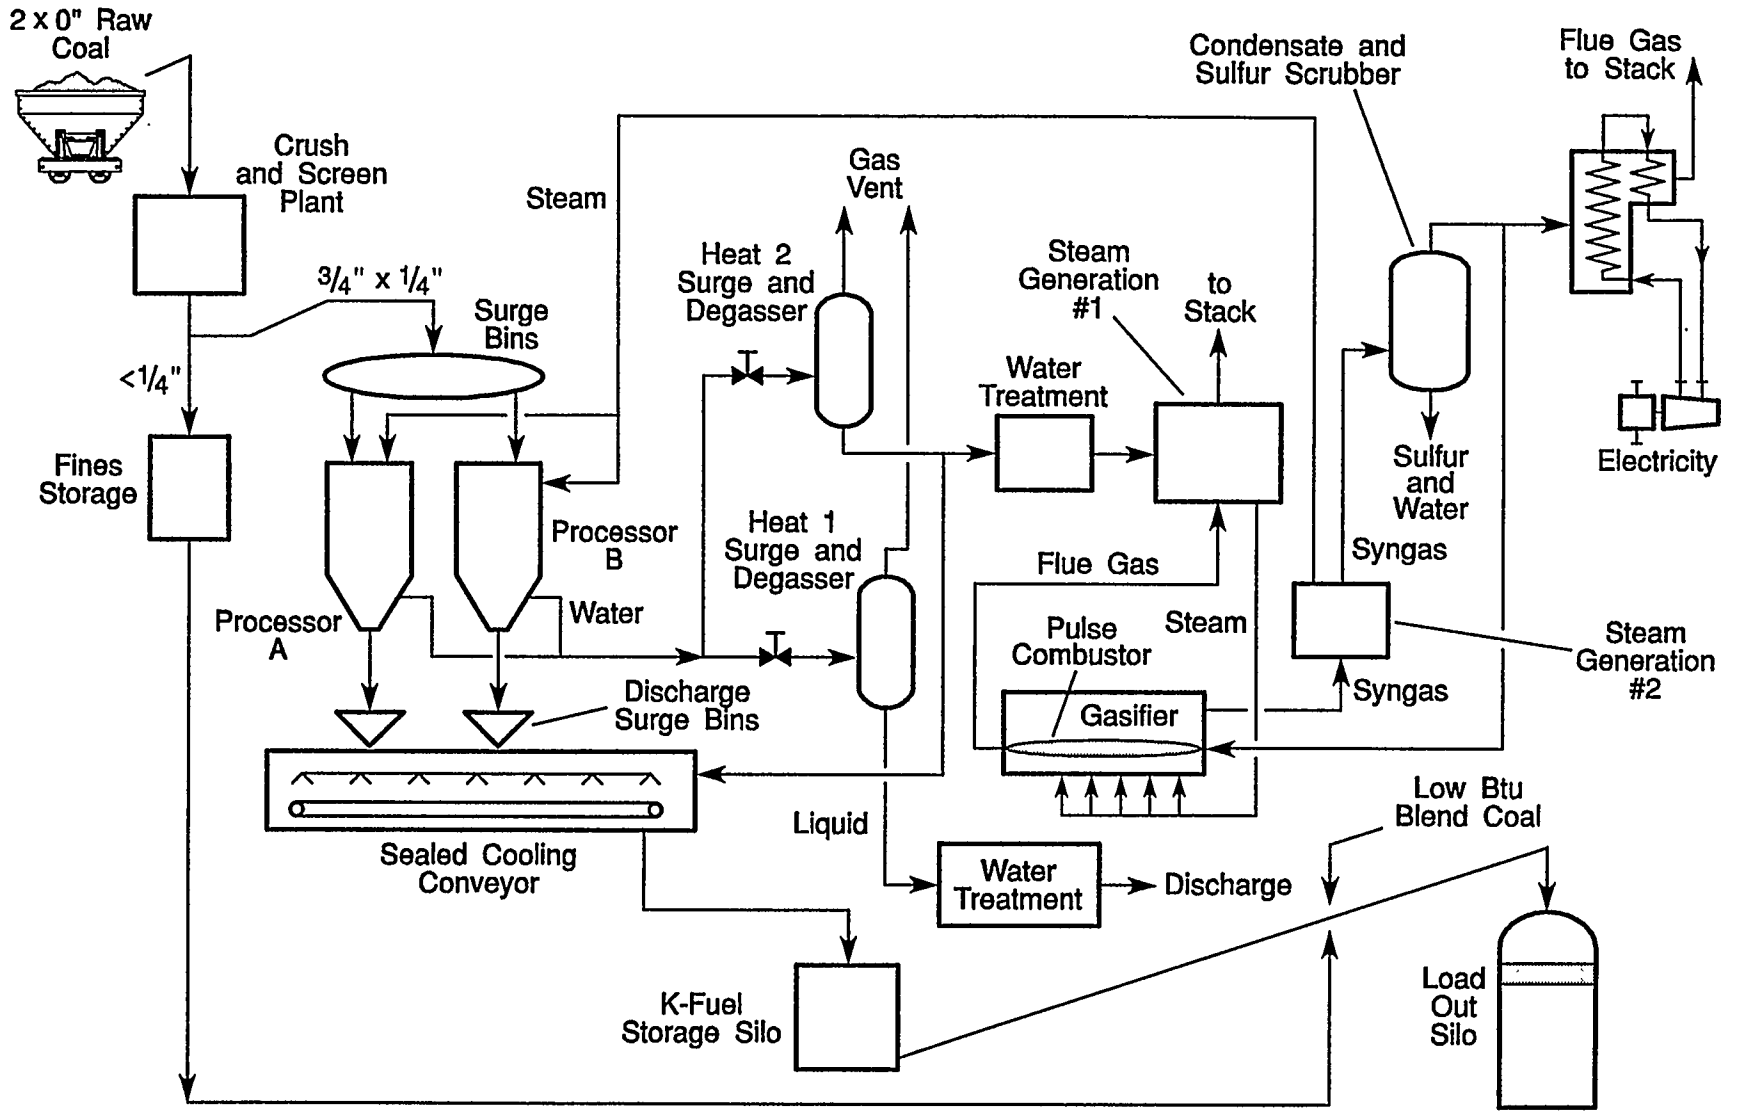 2 x 0" Raw
Coal
Crush
and Screen
Plant
3/4" x 1/4"
<1/4"
Fines
Storage
Surge
Bins
Steam
Processor
A
Processor
B
Water
Discharge
Surge Bins
Sealed Cooling
Conveyor
Gas
Vent
Heat 2
Surge and
Degasser
Heat 1
Surge and
Degasser
Liquid
Water
Treatment
Discharge
K-Fuel
Storage Silo
Water
Treatment
Steam
Generation
#1
to
Stack
Flue Gas
Steam
Pulse
Combustor
Gasifier
Syngas
Steam
Generation
#2
Syngas
Condensate and
Sulfur Scrubber
Sulfur
and
Water
Flue Gas
to Stack
Electricity
Low Btu
Blend Coal
Load
Out
Silo